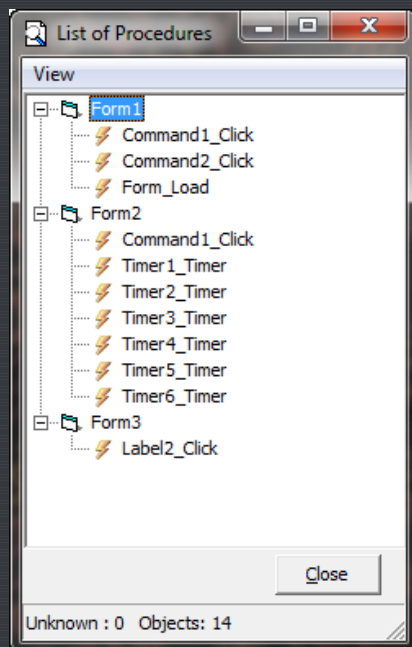 List of Procedures
View
Form1
Command1_Click
Command2_Click
Form_Load
Form2
Command1_Click
Timer1_Timer
Timer2_Timer
Timer3_Timer
Timer4_Timer
Timer5_Timer
Timer6_Timer
Form3
Label2_Click
Close
Unknown : 0 Objects: 14